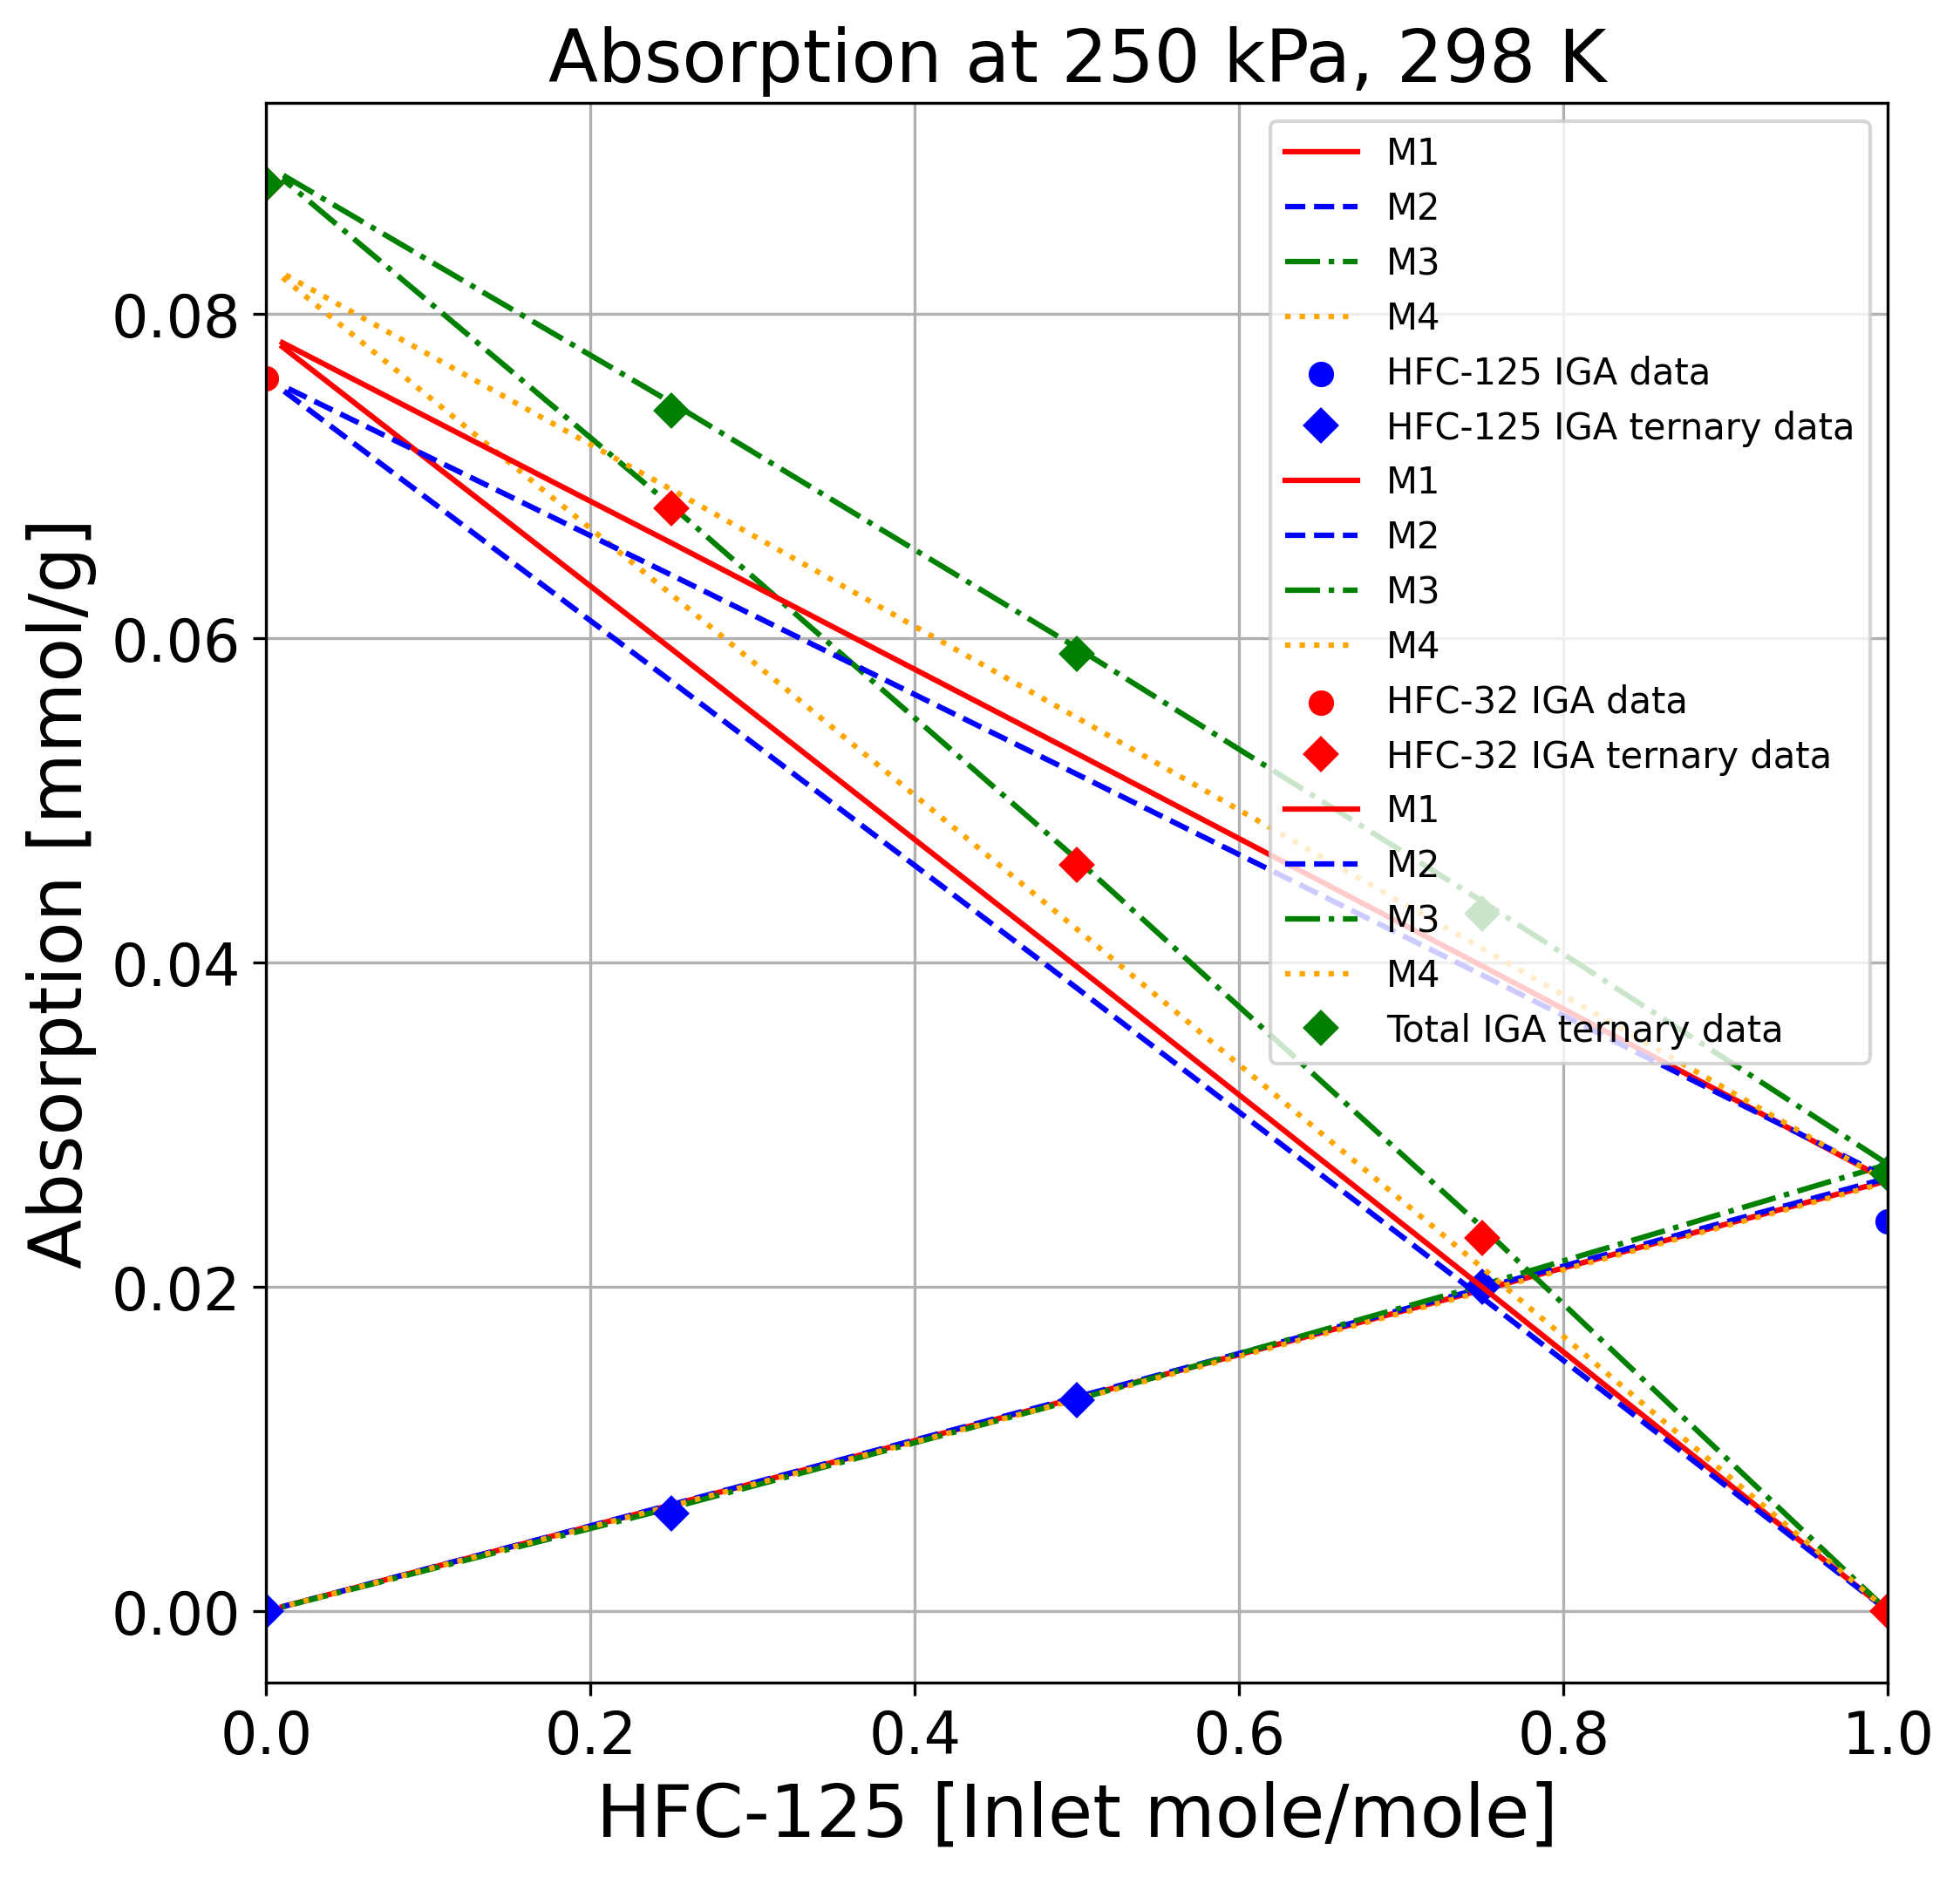 Absorption at 250 kPa, 298 K
M1
M2
M3
M4
HFC-125 IGA data
HFC-125 IGA ternary data
M1
M2
M3
M4
HFC-32 IGA data
HFC-32 IGA ternary data
M1
M2
M3
M4
Total IGA ternary data
Absorption [mmol/g]
0.08
0.06
0.04
0.02
0.00
0.0 0.2 0.4 0.6 0.8 1.0
HFC-125 [Inlet mole/mole]